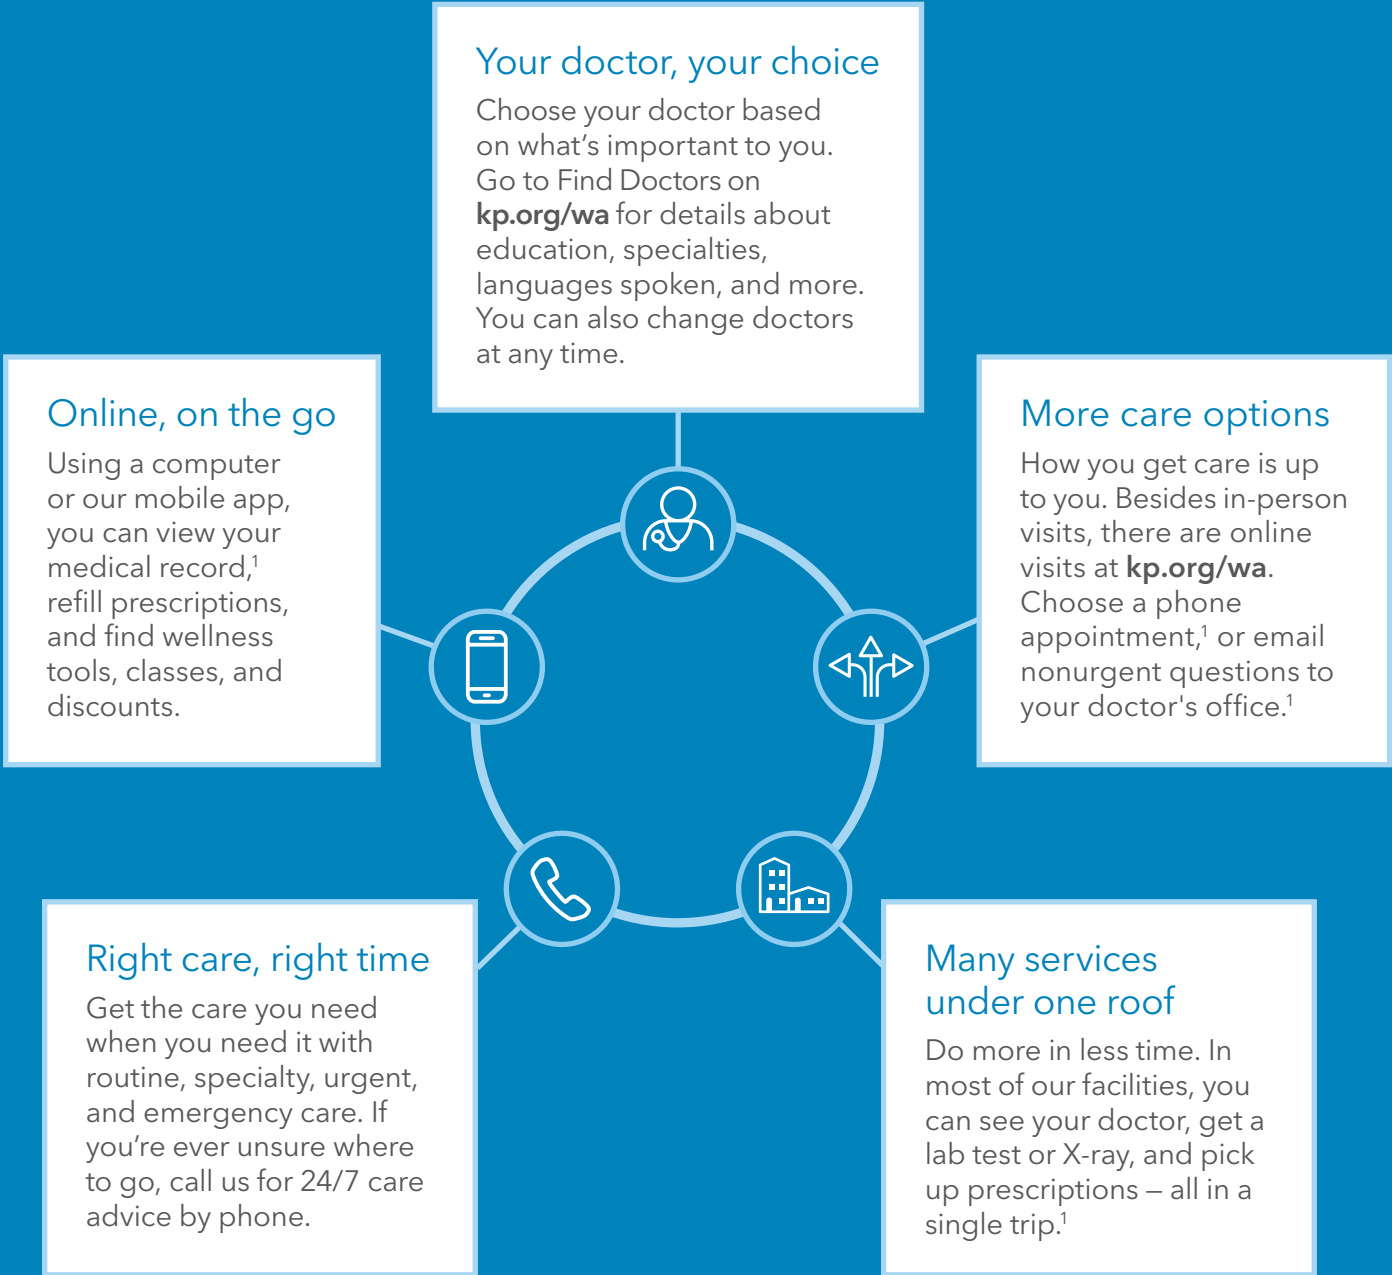 Your doctor, your choice
Choose your doctor based
on what’s important to you.
Go to Find Doctors on
kp.org/wa for details about
education, specialties,
languages spoken, and more.
You can also change doctors
at any time.
Online, on the go
Using a computer
or our mobile app,
you can view your
medical record,¹
refill prescriptions,
and find wellness
tools, classes, and
discounts.
More care options
How you get care is up
to you. Besides in-person
visits, there are online
visits at kp.org/wa.
Choose a phone
appointment,¹ or email
nonurgent questions to
your doctor's office.¹
Right care, right time
Get the care you need
when you need it with
routine, specialty, urgent,
and emergency care. If
you’re ever unsure where
to go, call us for 24/7 care
advice by phone.
Many services
under one roof
Do more in less time. In
most of our facilities, you
can see your doctor, get a
lab test or X-ray, and pick
up prescriptions – all in a
single trip.¹